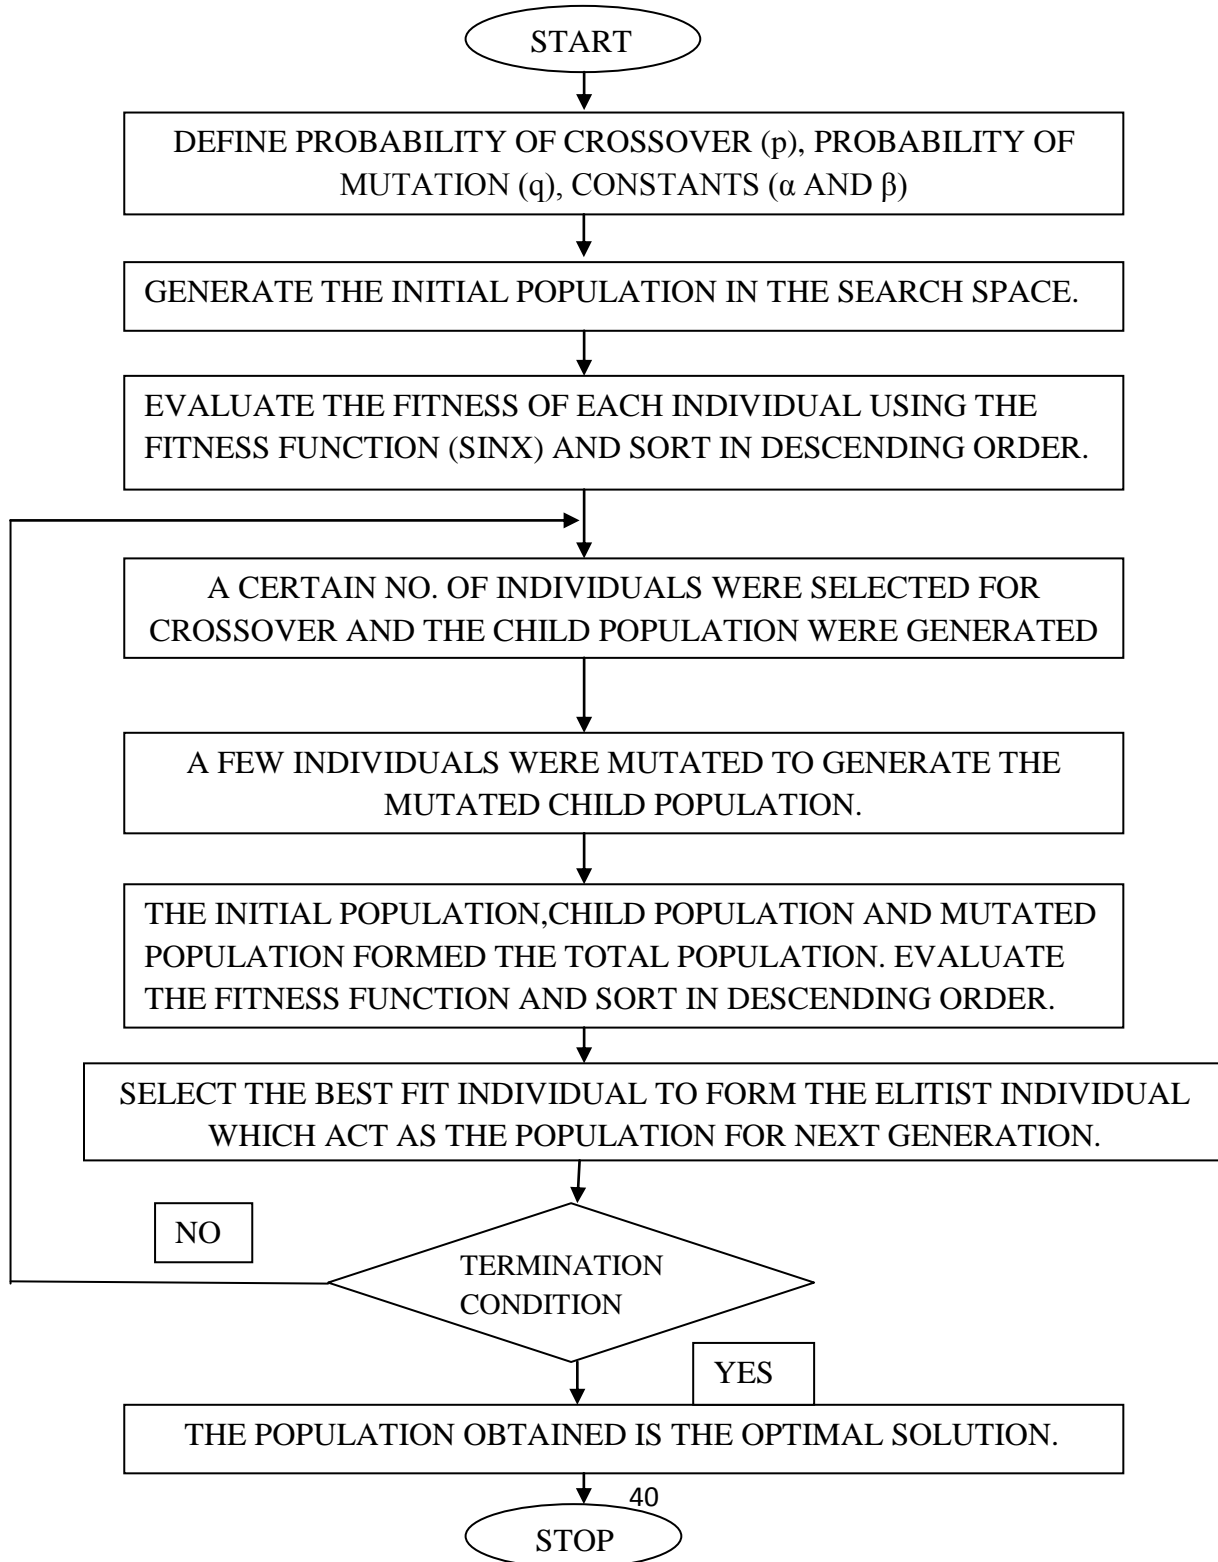 START
DEFINE PROBABILITY OF CROSSOVER (p), PROBABILITY OF
MUTATION (q), CONSTANTS (α AND β)
GENERATE THE INITIAL POPULATION IN THE SEARCH SPACE.
EVALUATE THE FITNESS OF EACH INDIVIDUAL USING THE
FITNESS FUNCTION (SINX) AND SORT IN DESCENDING ORDER.
A CERTAIN NO. OF INDIVIDUALS WERE SELECTED FOR
CROSSOVER AND THE CHILD POPULATION WERE GENERATED
A FEW INDIVIDUALS WERE MUTATED TO GENERATE THE
MUTATED CHILD POPULATION.
THE INITIAL POPULATION,CHILD POPULATION AND MUTATED
POPULATION FORMED THE TOTAL POPULATION. EVALUATE
THE FITNESS FUNCTION AND SORT IN DESCENDING ORDER.
SELECT THE BEST FIT INDIVIDUAL TO FORM THE ELITIST INDIVIDUAL
WHICH ACT AS THE POPULATION FOR NEXT GENERATION.
NO
TERMINATION
CONDITION
YES
THE POPULATION OBTAINED IS THE OPTIMAL SOLUTION.
40
STOP